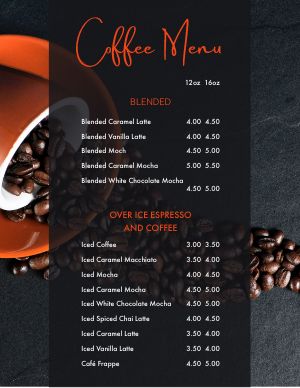 Coffee Menu
12oz 16oz
BLENDED
Blended Caramel Latte 4.00 4.50
Blended Vanilla Latte 4.00 4.50
Blended Moch 4.50 5.00
Blended Caramel Mocha 5.00 5.50
Blended White Chocolate Mocha
4.50 5.00
OVER ICE ESPRESSO
AND COFFEE
Iced Coffee 3.00 3.50
Iced Caramel Macchiato 3.50 4.00
Iced Mocha 4.00 4.50
Iced Caramel Mocha 4.50 5.00
Iced White Chocolate Mocha 4.50 5.00
Iced Spiced Chai Latte 4.00 4.50
Iced Caramel Latte 3.50 4.00
Iced Vanilla Latte 3.50 4.00
Café Frappe 4.50 5.00